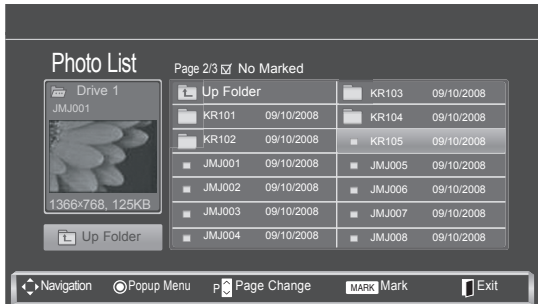 Photo List
Page 2/3 No Marked
Drive 1
JMJ001
1366x768, 125KB
Up Folder
Up Folder
KR101 09/10/2008
KR102 09/10/2008
JMJ001 09/10/2008
JMJ002 09/10/2008
JMJ003 09/10/2008
JMJ004 09/10/2008
KR103 09/10/2008
KR104 09/10/2008
KR105 09/10/2008
JMJ005 09/10/2008
JMJ006 09/10/2008
JMJ007 09/10/2008
JMJ008 09/10/2008
Navigation Popup Menu P Page Change MARK Mark Exit